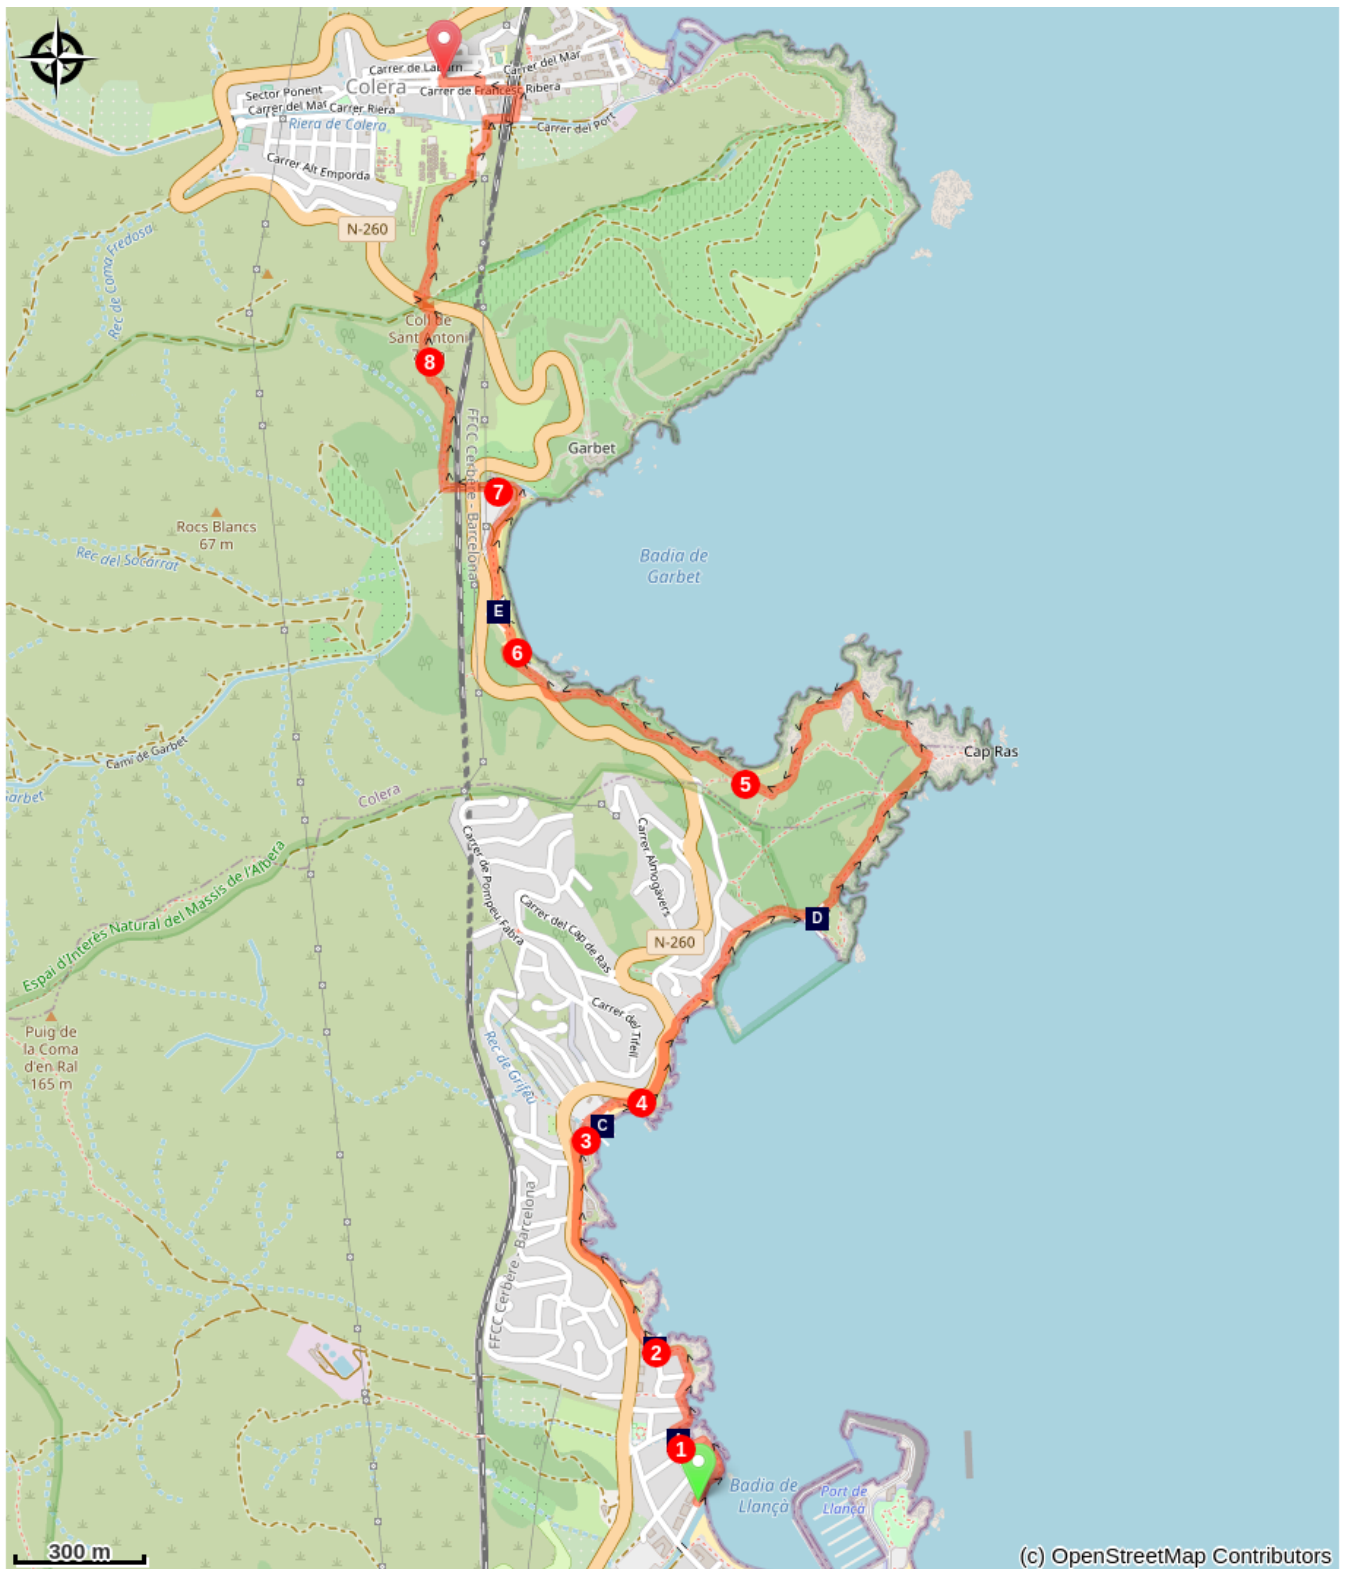 Carrer de Labarn
Carrer del Mar
Colera
Sector Ponent
Carrer de Francesc Ribera
Carrer del Mar
Carrer Riera
Riera de Colera
Carrer del Port
Carrer Alt Emporda
N-260
Rec de Coma Fredosa
Coll de
Sant Antoni
8
FFCC Cerbère - Barcelona
Garbet
7
Rocs Blancs
67 m
Rec del Socarrat
Badia de
Garbet
E
6
Camí de Garbet
Garbet
Cap Ras
5
Colera
Espai d'Interès Natural del Massís de l'Albera
Carrer de Pompeu Fabra
Carrer Almogàvers
Carrer del Cap de Ras
D
N-260
Puig de
la Coma
d'en Ral
165 m
Carrer del Tifell
Rec de Grifeu
4
C
3
FFCC Cerbère - Barcelona
2
1
Badia de
Llançà
Port de
Llançà
300 m
(c) OpenStreetMap Contributors